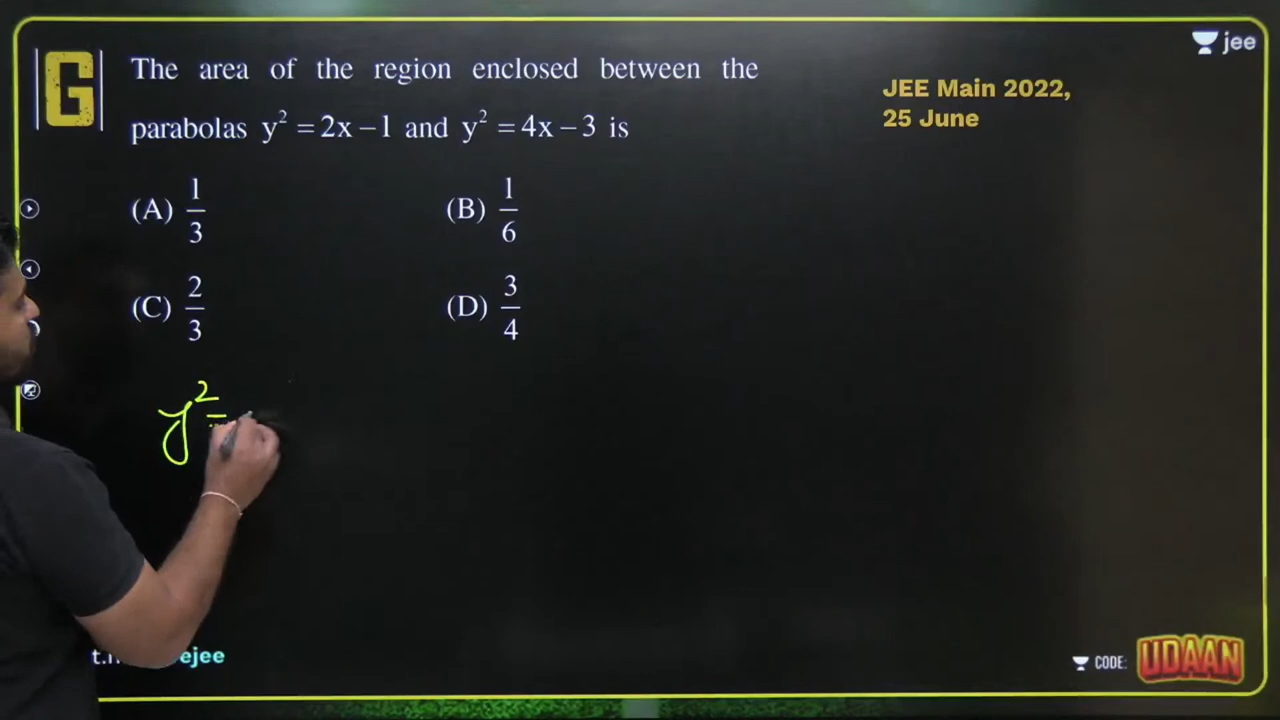 G
jee
The area of the region enclosed between the
JEE Main 2022,
25 June
parabolas y² = 2x – 1 and y² = 4x – 3 is
(A) 1/3
(B) 1/6
(C) 2/3
(D) 3/4
y² =
ejee
CODE: UDAAN